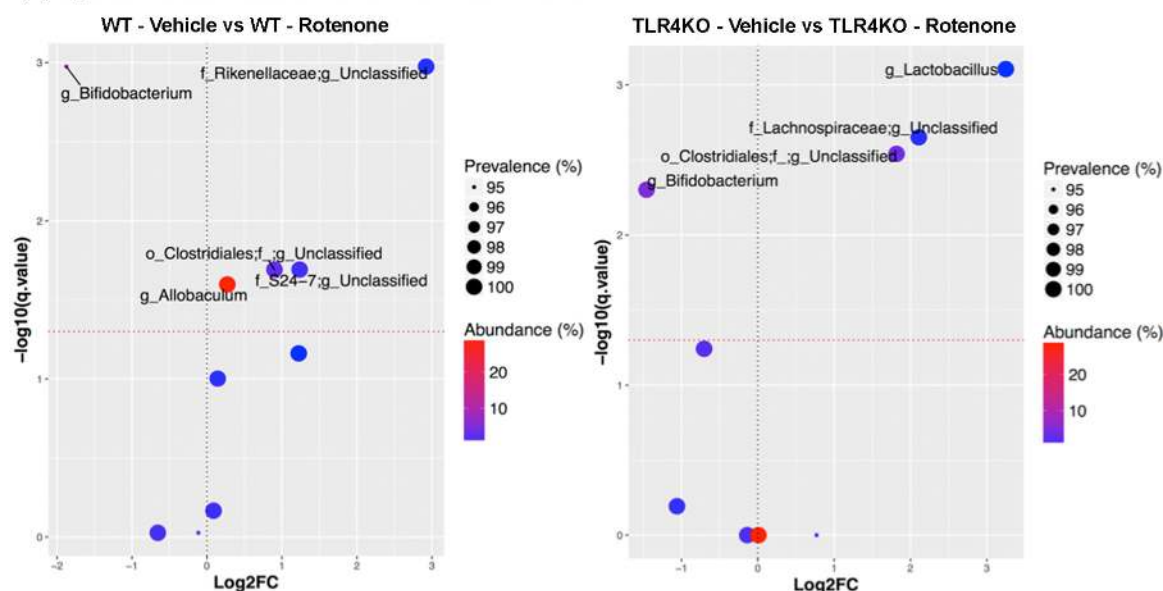 WT - Vehicle vs WT - Rotenone
3
f_Rikenellaceae;g_Unclassified
g_Bifidobacterium
2
o_Clostridiales;f_;g_Unclassified
f_S24-7;g_Unclassified
g_Allobaculum
1
0
−log10(q.value)
−2
−1
0
1
2
3
Log2FC
Prevalence (%)
95
96
97
98
99
100
Abundance (%)
20
10
TLR4KO - Vehicle vs TLR4KO - Rotenone
g_Lactobacillus
3
f_Lachnospiraceae;g_Unclassified
o_Clostridiales;f_;g_Unclassified
g_Bifidobacterium
2
1
0
−log10(q.value)
−1
0
1
2
3
Log2FC
Prevalence (%)
95
96
97
98
99
100
Abundance (%)
20
10